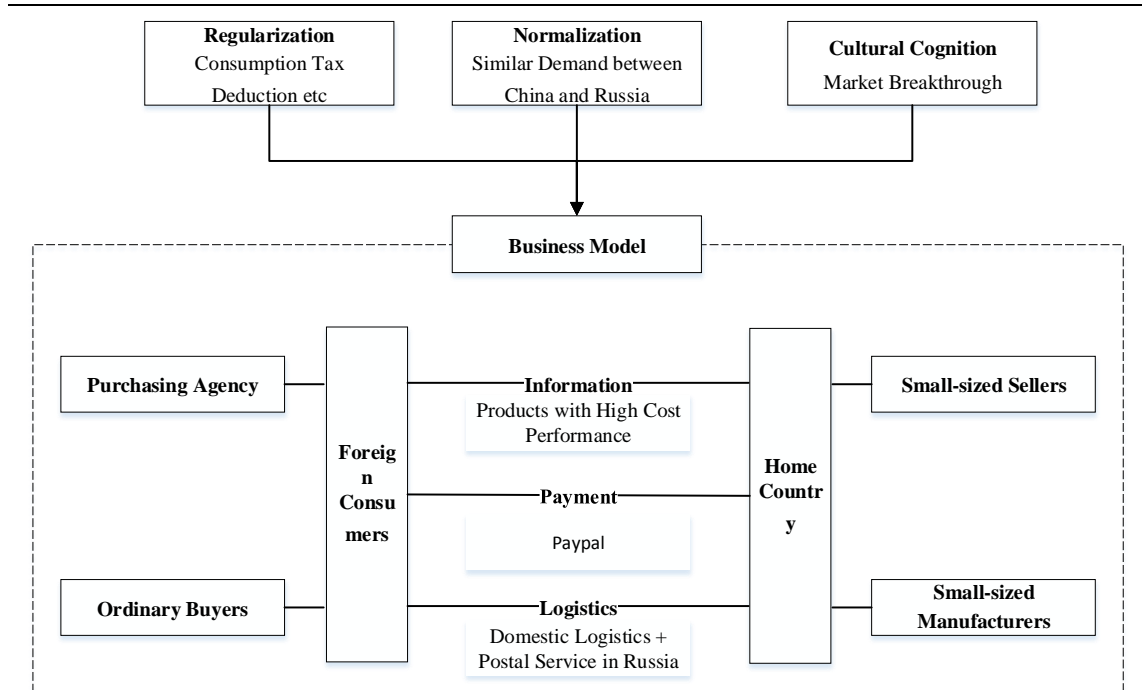 Regularization
Consumption Tax
Deduction etc
Normalization
Similar Demand between
China and Russia
Cultural Cognition
Market Breakthrough
Business Model
Purchasing Agency
Ordinary Buyers
Foreig
n
Consu
mers
Information
Products with High Cost
Performance
Payment
Paypal
Logistics
Domestic Logistics +
Postal Service in Russia
Home
Countr
y
Small-sized Sellers
Small-sized
Manufacturers